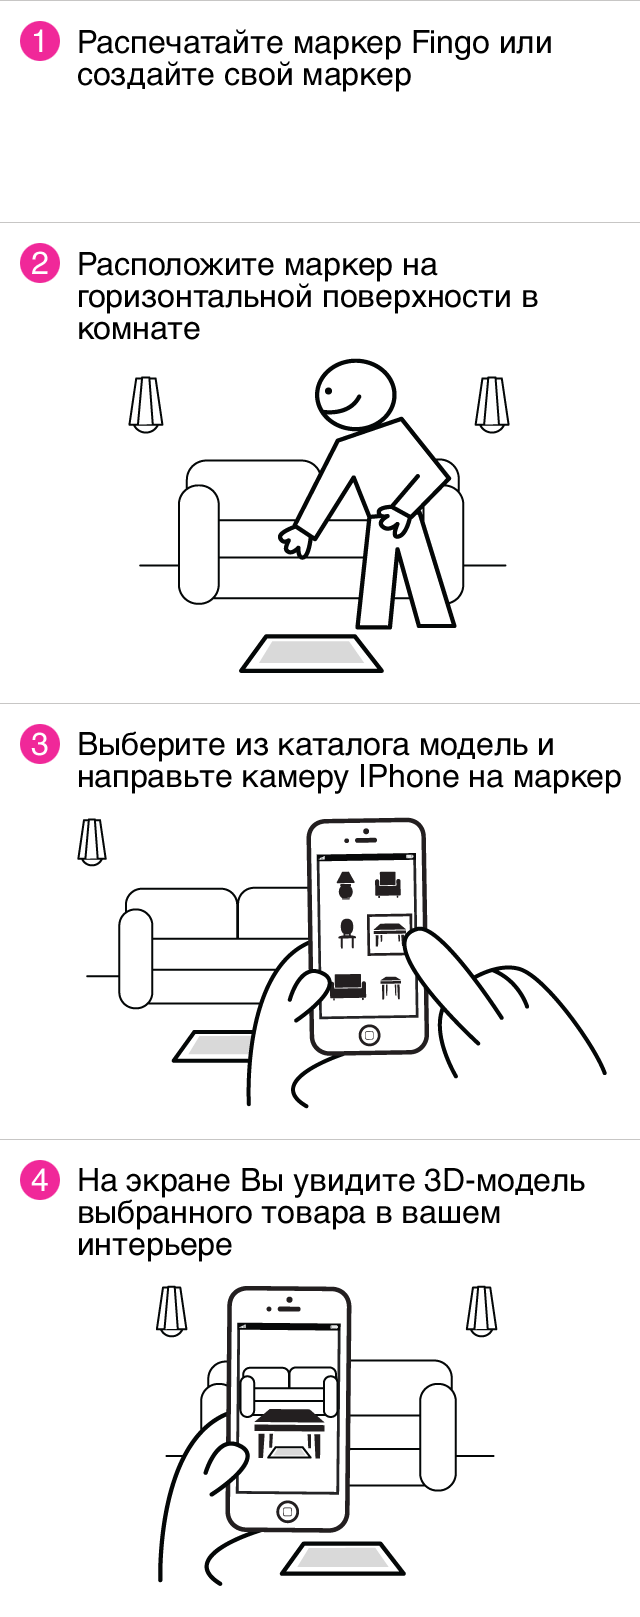 1 Распечатайте маркер Fingo или
создайте свой маркер
2 Расположите маркер на
горизонтальной поверхности в
комнате
3 Выберите из каталога модель и
направьте камеру IPhone на маркер
4 На экране Вы увидите 3D-модель
выбранного товара в вашем
интерьере